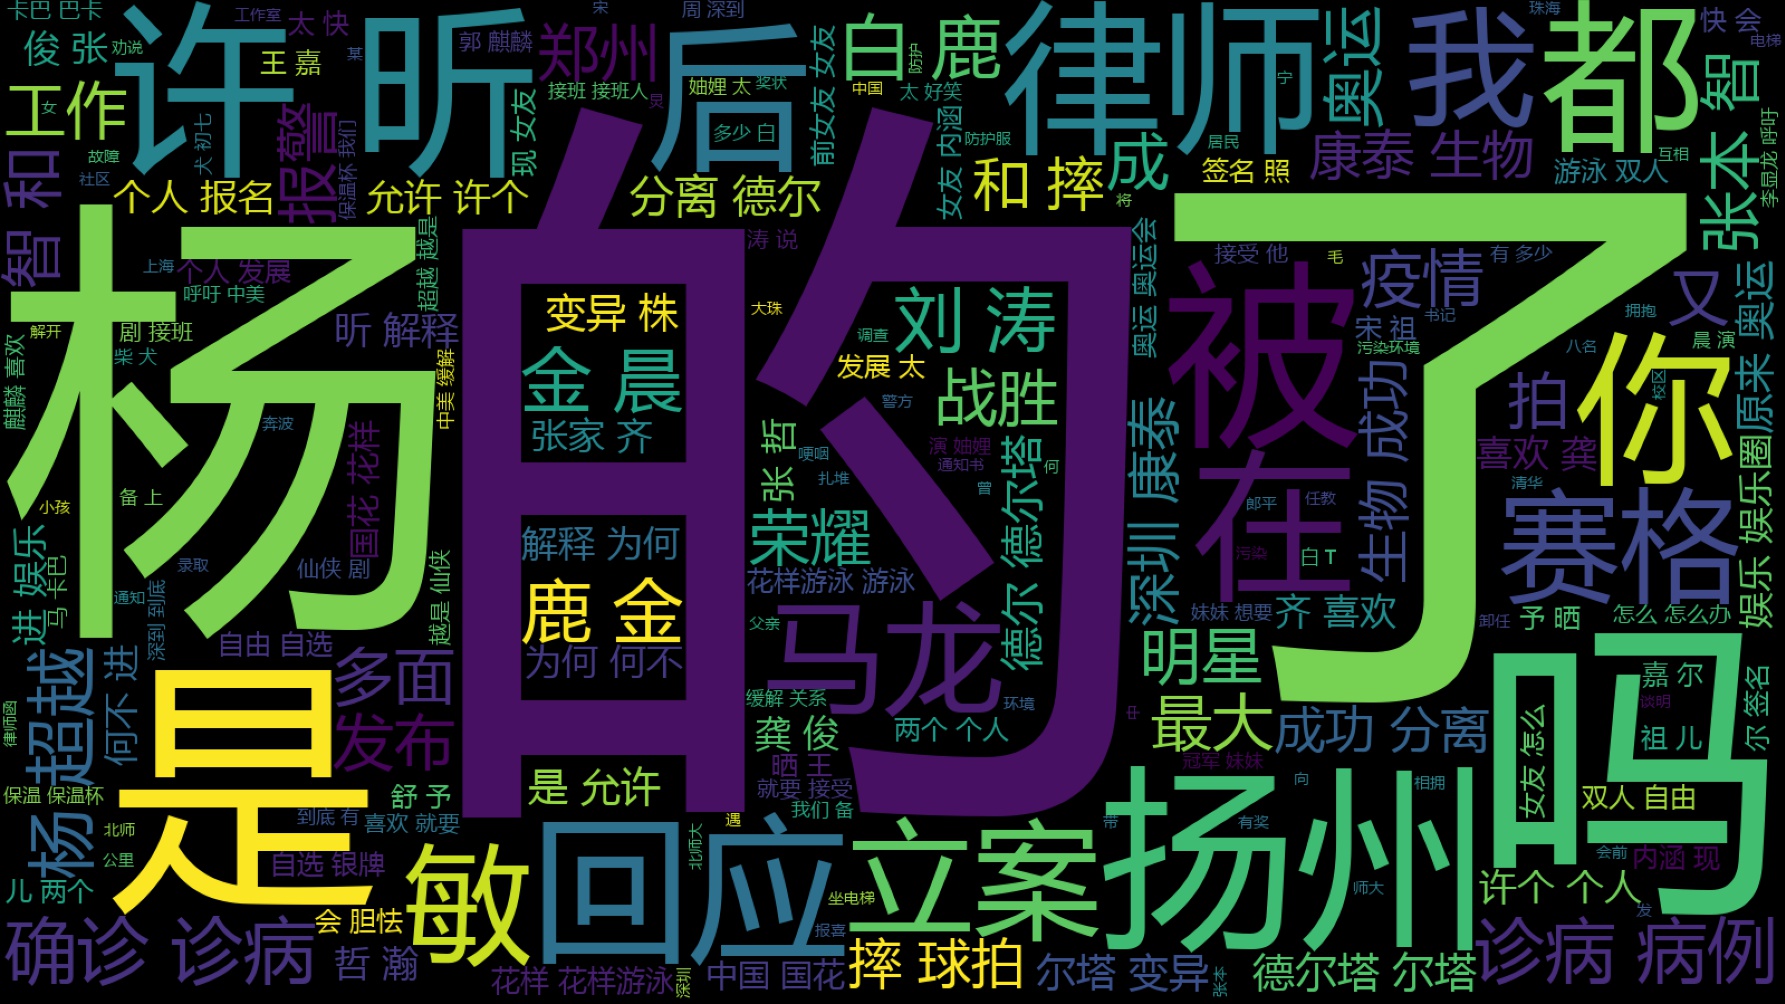 卡巴 巴卡
工作室
太 快
宋
周 深到
珠海
快 会
俊 张
劝说
许昕
王 嘉
某
郭 麒麟
郑州
后
白 鹿
律师
奥运
我
都
电梯
前女友 女友
防护
工作
女
报警
现 女友
接班 接班人
妯娌 太
奖状
中国
太 好笑
宁
智
张本
李显龙 呼吁
犬 初七
保温杯 我们
多少 白
女友 内涵
防护服
成
居民
康泰 生物
互相
故障
社区
智 和
个人 报名
允许 许个
分离 德尔
和 摔
将
签名 照
游泳 双人
杨
的
了
超越 越是
涛 说
奥运 奥运会
接受 他
毛
疫情
有 多少
又
奥运
原来
上海
个人 发展
呼吁 中美
解开
剧 接班
柴 犬
昕 解释
中美 缓解
变异 株
大珠
刘 涛
调查
被
宋 祖
书记
污染环境
拥抱
八名
晨 演
麒麟 喜欢
金 晨
发展 太
警方
战胜
张家 齐
奔波
国花 花样
张 哲
哽咽
扎堆
演 妯娌
通知书
曾
德尔 德尔塔
何
深圳 康泰
在
郎平
任教
污染
白 T
生物 成功
拍
喜欢 龚
你
校区
清华
小孩
备 上
赛格
娱乐 娱乐圈
进 娱乐
马 卡巴
录取
通知
深到 到底
仙侠 剧
越是 仙侠
解释 为何
荣耀
花样游泳 游泳
鹿 金
父亲
马龙
妹妹 想要
齐 喜欢
卸任
予 晒
怎么 怎么办
自由 自选
为何 何不
明星
吗
超越
何不 进
多面
律师函
是
发布
缓解 关系
环境
龚 俊
两个 个人
中
最大
成功 分离
女友 怎么
嘉 尔
谈明
祖 儿
尔 签名
晒 王
冠军 妹妹
保温 保温杯
舒 予
是 允许
就要 接受
我们 备
向
相拥
双人 自由
杨
北师
公里
到底 有
喜欢 就要
回应
北师大
遇
立案
带
扬州
有奖
会前
内涵 现
自选 银牌
儿 两个
敏
坐电梯
师大
许个 个人
发
会 胆怯
报喜
确诊 诊病
哲 瀚
花样 花样游泳
深圳
中国 国花
摔 球拍
尔塔 变异
张本
德尔塔 尔塔
诊病 病例